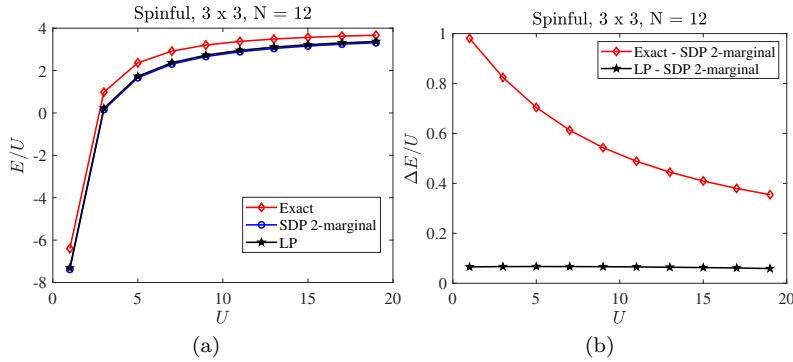 Spinful, 3 x 3, N = 12
E/U
4
2
0
-2
-4
-6
-8
0
5
10
15
20
U
Exact
SDP 2-marginal
LP
(a)
Spinful, 3 x 3, N = 12
ΔE/U
1
0.8
0.6
0.4
0.2
0
0
5
10
15
20
U
Exact - SDP 2-marginal
LP - SDP 2-marginal
(b)